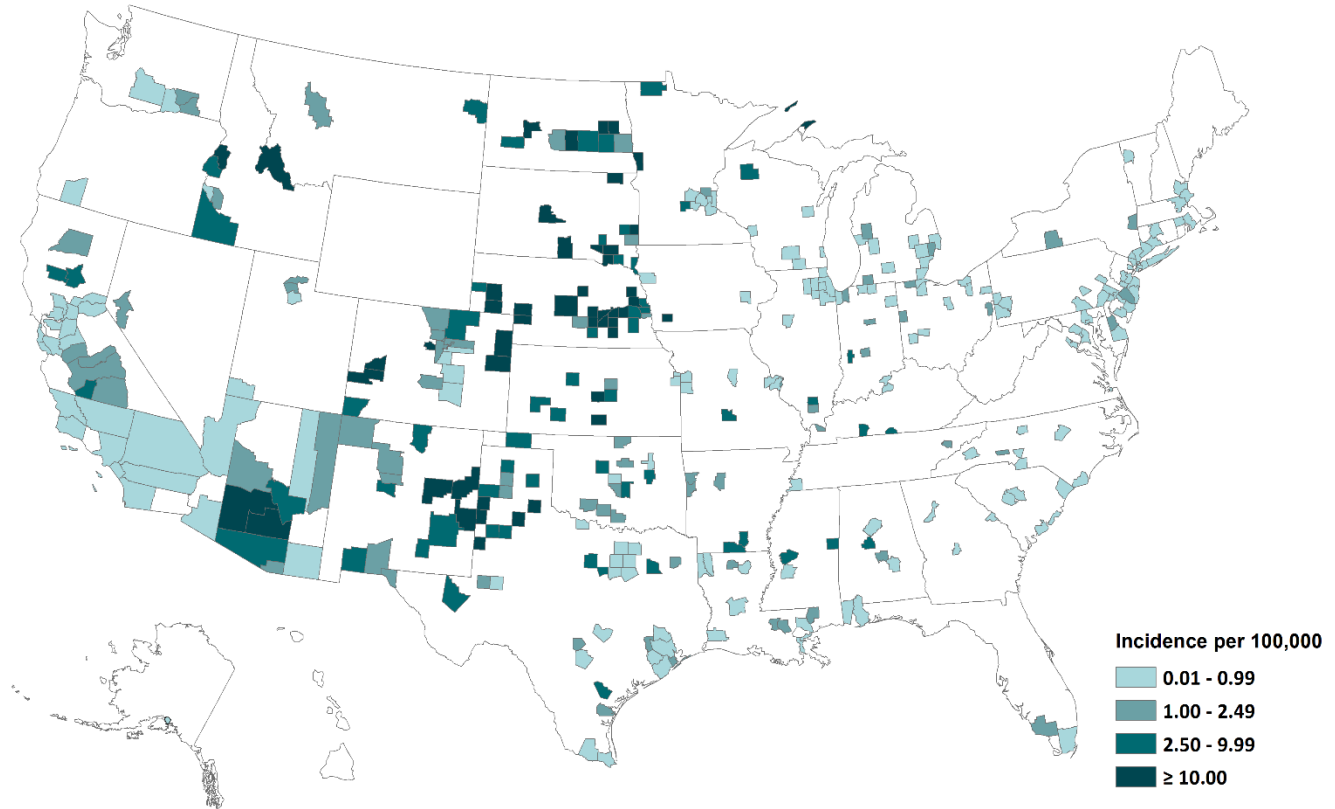 Incidence per 100,000
0.01 - 0.99
1.00 - 2.49
2.50 - 9.99
≥ 10.00